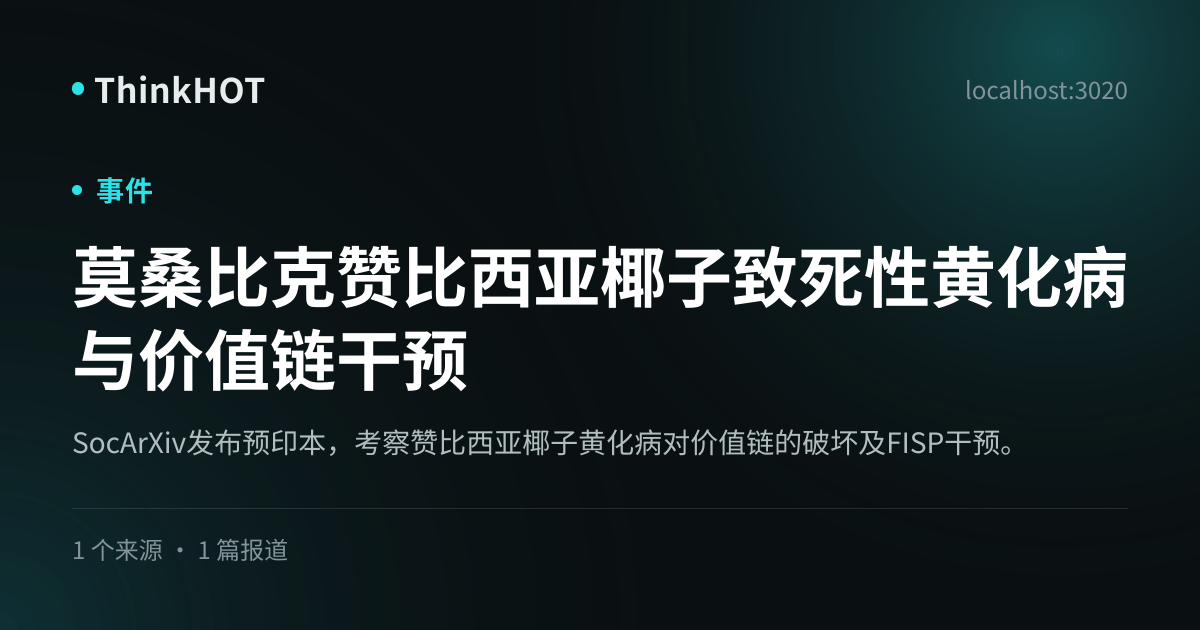 ThinkHOT
localhost:3020
事件
莫桑比克赞比西亚椰子致死性黄化病
与价值链干预
SocArXiv发布预印本，考察赞比西亚椰子黄化病对价值链的破坏及FISP干预。
1 个来源 · 1 篇报道